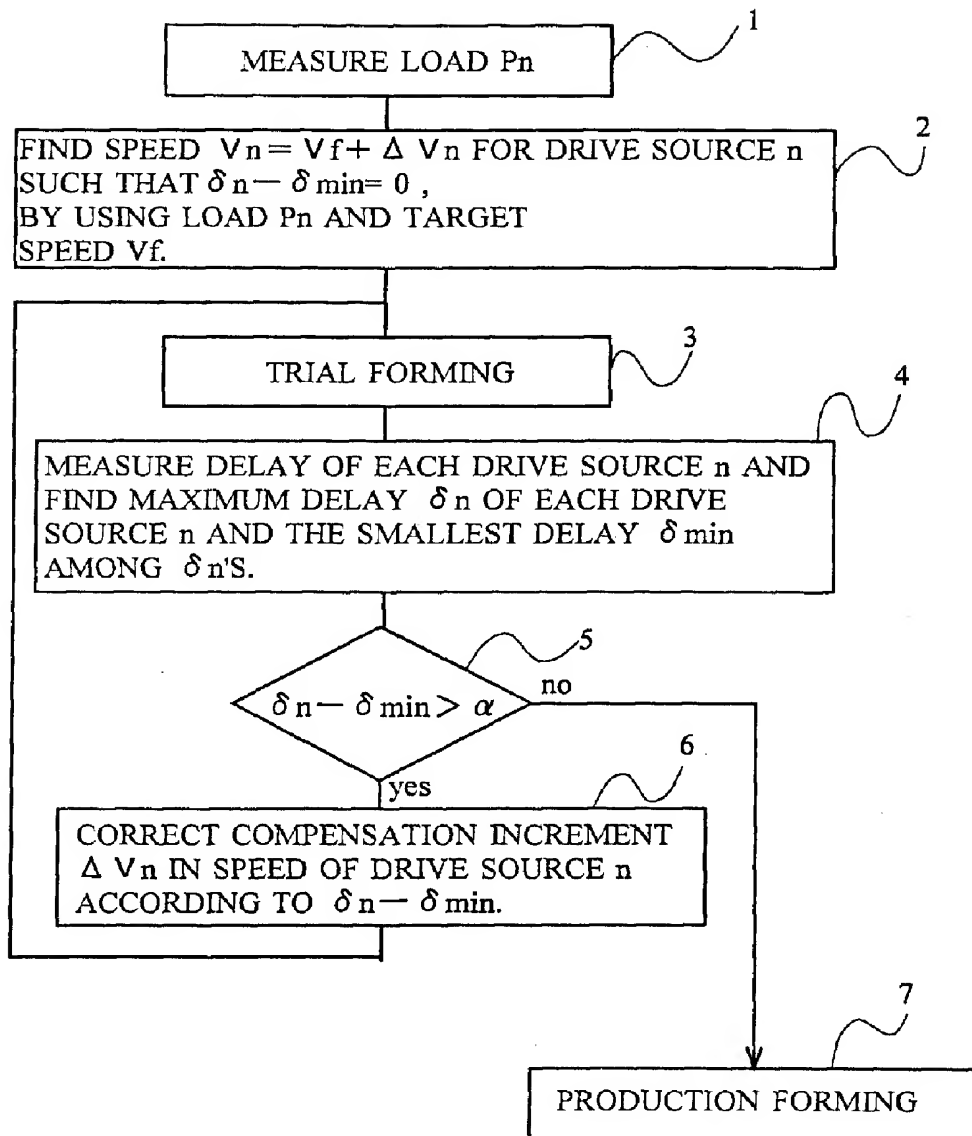 1
MEASURE LOAD Pn
2
FIND SPEED Vn = Vf + Δ Vn FOR DRIVE SOURCE n
SUCH THAT δn － δmin = 0 ,
BY USING LOAD Pn AND TARGET
SPEED Vf.
3
TRIAL FORMING
4
MEASURE DELAY OF EACH DRIVE SOURCE n AND
FIND MAXIMUM DELAY δn OF EACH DRIVE
SOURCE n AND THE SMALLEST DELAY δmin
AMONG δn'S.
5
δn － δmin > α
no
yes
6
CORRECT COMPENSATION INCREMENT
Δ Vn IN SPEED OF DRIVE SOURCE n
ACCORDING TO δn － δmin.
7
PRODUCTION FORMING